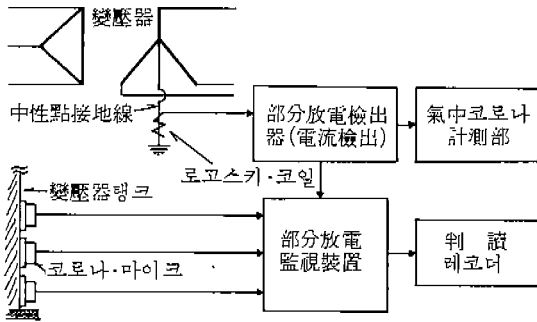 變壓器
中性點接地線
部分放電檢出
器(電流檢出)
氣中코로나
計測部
로고스키·코일
變壓器탱크
코로나·마이크
部分放電
監視裝置
判 讀
레코더